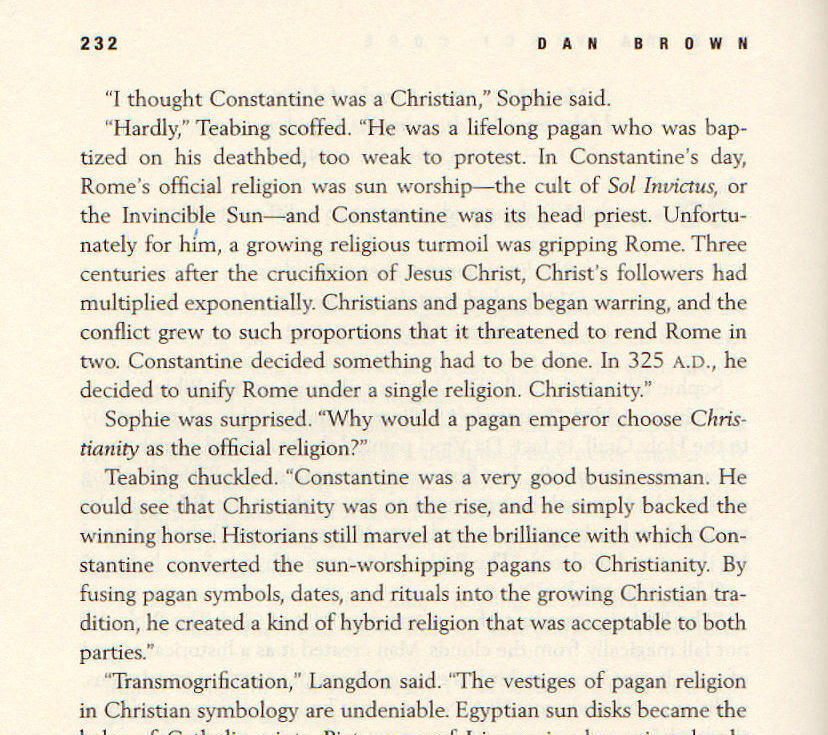 232 DAN BROWN
“I thought Constantine was a Christian,” Sophie said.
“Hardly,” Teabing scoffed. “He was a lifelong pagan who was bap-
tized on his deathbed, too weak to protest. In Constantine’s day,
Rome’s official religion was sun worship—the cult of Sol Invictus, or
the Invincible Sun—and Constantine was its head priest. Unfortu-
nately for him, a growing religious turmoil was gripping Rome. Three
centuries after the crucifixion of Jesus Christ, Christ’s followers had
multiplied exponentially. Christians and pagans began warring, and the
conflict grew to such proportions that it threatened to rend Rome in
two. Constantine decided something had to be done. In 325 A.D., he
decided to unify Rome under a single religion. Christianity.”
Sophie was surprised. “Why would a pagan emperor choose Chris-
tianity as the official religion?”
Teabing chuckled. “Constantine was a very good businessman. He
could see that Christianity was on the rise, and he simply backed the
winning horse. Historians still marvel at the brilliance with which Con-
stantine converted the sun-worshipping pagans to Christianity. By
fusing pagan symbols, dates, and rituals into the growing Christian tra-
dition, he created a kind of hybrid religion that was acceptable to both
parties.”
“Transmogrification,” Langdon said. “The vestiges of pagan religion
in Christian symbology are undeniable. Egyptian sun disks became the